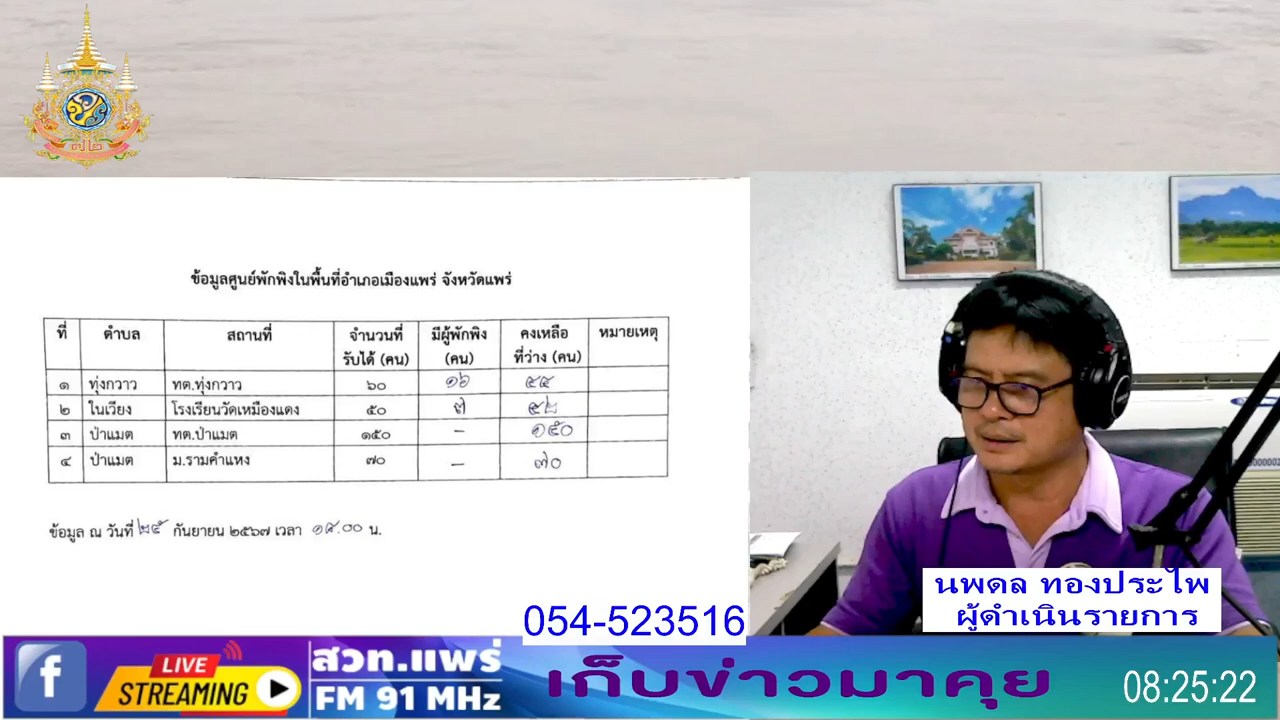 ๗๒
ข้อมูลศูนย์พักพิงในพื้นที่อำเภอเมืองแพร่ จังหวัดแพร่
ที่ ตำบล สถานที่ จำนวนที่รับได้ (คน) มีผู้พักพิง (คน) คงเหลือที่ว่าง (คน) หมายเหตุ
๑ ทุ่งกวาว ทต.ทุ่งกวาว ๖๐ ๑๖
๒ ในเวียง โรงเรียนวัดเหมืองแดง ๕๐
๓ ป่าแมต ทต.ป่าแมต ๑๕๐ – ๑๕๐
๔ ป่าแมต ม.รามคำแหง ๗๐ – ๗๐
ข้อมูล ณ วันที่ ๒๕ กันยายน ๒๕๖๗ เวลา น.
นพดล ทองประไพ
ผู้ดำเนินรายการ
054-523516
f
LIVE
STREAMING
สวท.แพร่
FM 91 MHz
เก็บข่าวมาคุย
08:25:22